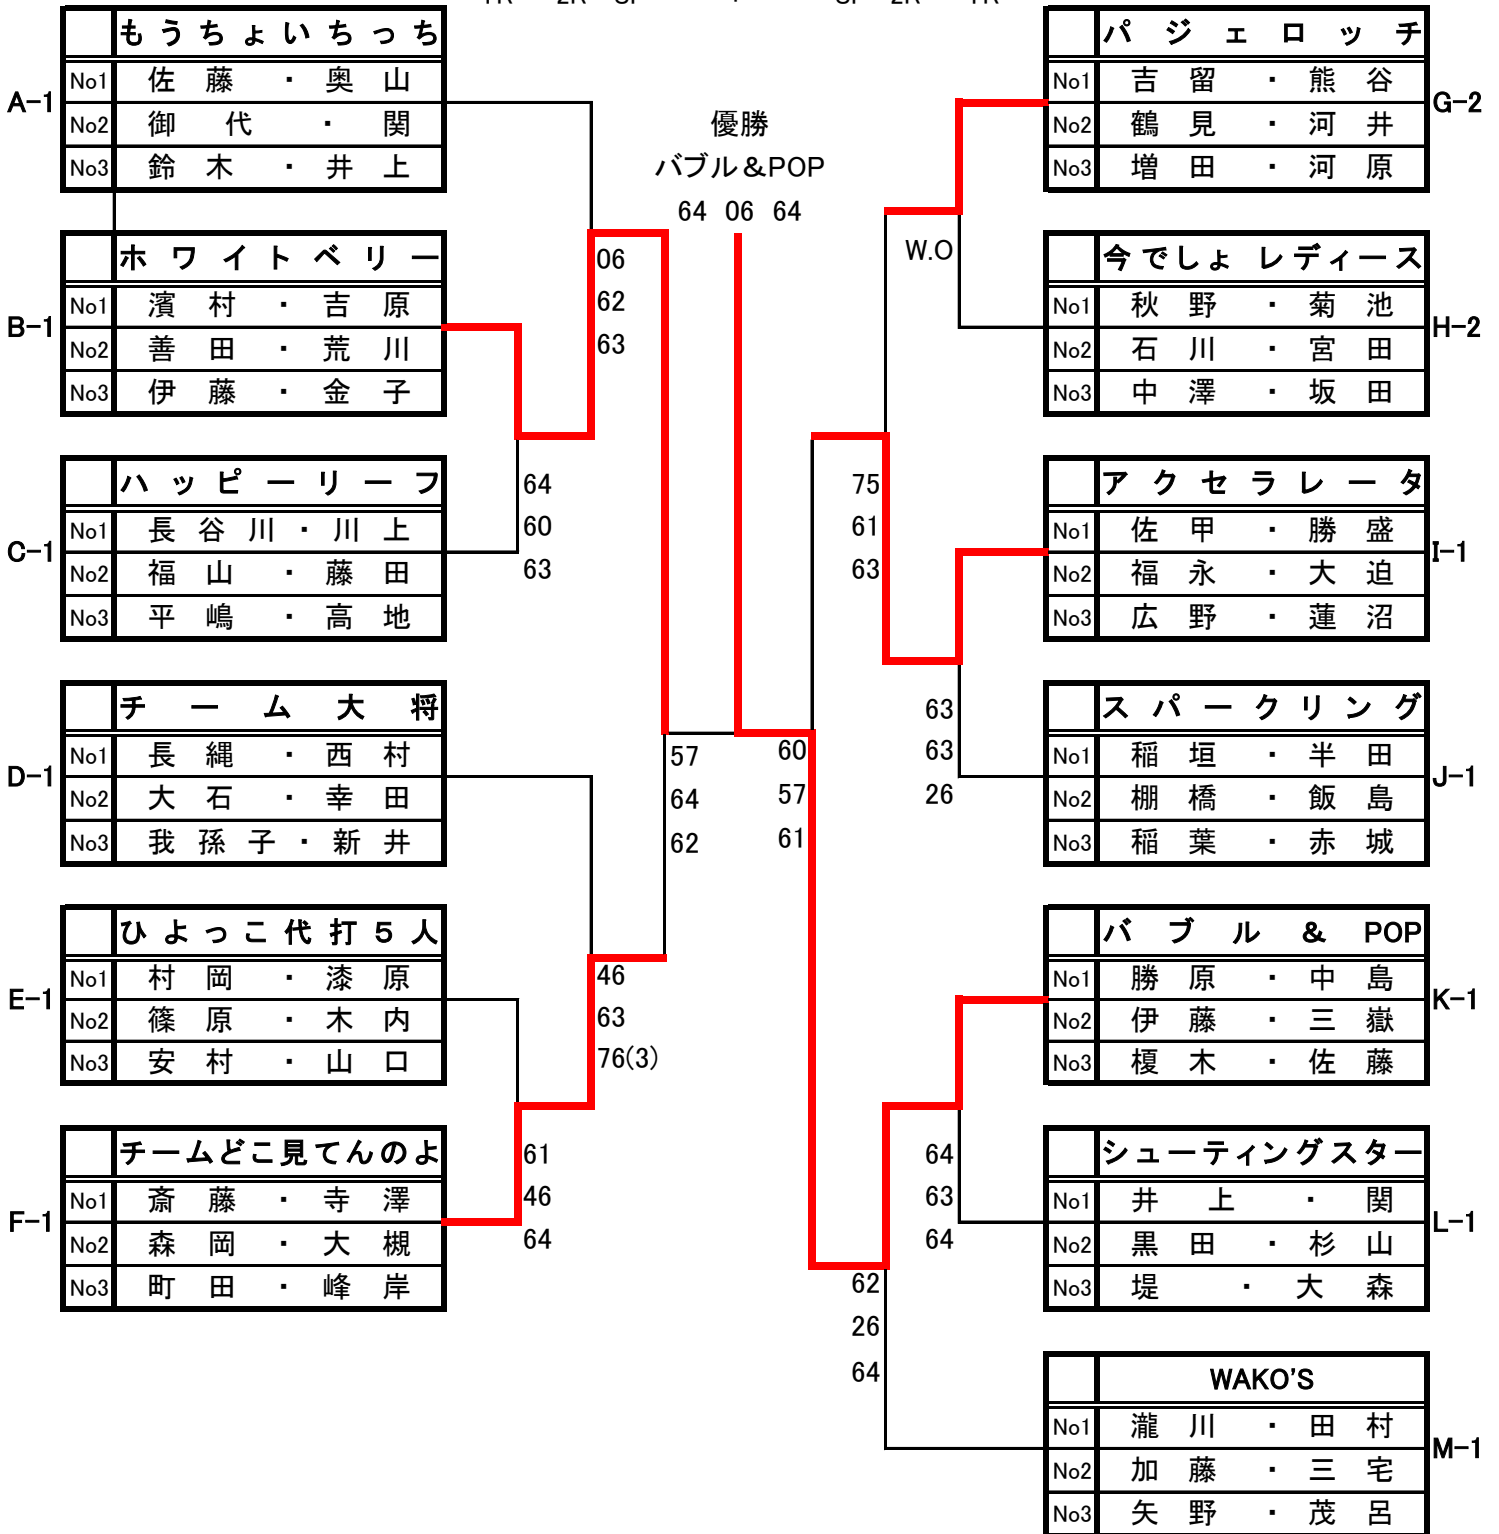 もうちょいちっち
A-1
No1 佐藤・奥山
No2 御代・関
No3 鈴木・井上
ホワイトベリー
B-1
No1 濱村・吉原
No2 善田・荒川
No3 伊藤・金子
ハッピーリーフ
C-1
No1 長谷川・川上
No2 福山・藤田
No3 平嶋・高地
チーム大将
D-1
No1 長縄・西村
No2 大石・幸田
No3 我孫子・新井
ひよっこ代打5人
E-1
No1 村岡・漆原
No2 篠原・木内
No3 安村・山口
チームどこ見てんのよ
F-1
No1 斎藤・寺澤
No2 森岡・大槻
No3 町田・峰岸
06
62
63
64
60
63
46
63
76(3)
61
46
64
57
64
62
優勝
バブル&POP
64 06 64
60
57
61
W.O
75
61
63
63
63
26
64
63
64
62
26
64
パジェロッチ
G-2
No1 吉留・熊谷
No2 鶴見・河井
No3 増田・河原
今でしょ レディース
H-2
No1 秋野・菊池
No2 石川・宮田
No3 中澤・坂田
アクセラレータ
I-1
No1 佐甲・勝盛
No2 福永・大迫
No3 広野・蓮沼
スパークリング
J-1
No1 稲垣・半田
No2 棚橋・飯島
No3 稲葉・赤城
バブル&POP
K-1
No1 勝原・中島
No2 伊藤・三嶽
No3 榎木・佐藤
シューティングスター
L-1
No1 井上・関
No2 黒田・杉山
No3 堤・大森
WAKO'S
M-1
No1 瀧川・田村
No2 加藤・三宅
No3 矢野・茂呂